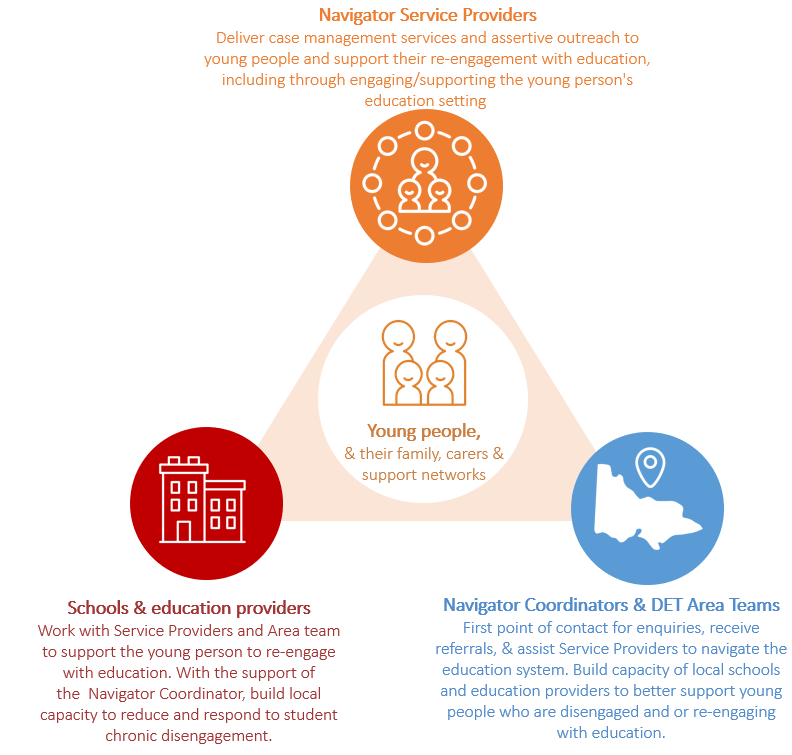 Navigator Service Providers
Deliver case management services and assertive outreach to
young people and support their re-engagement with education,
including through engaging/supporting the young person's
education setting
Young people,
& their family, carers &
support networks
Schools & education providers
Work with Service Providers and Area team
to support the young person to re-engage
with education. With the support of
the  Navigator Coordinator, build local
capacity to reduce and respond to student
chronic disengagement.
Navigator Coordinators & DET Area Teams
First point of contact for enquiries, receive
referrals, & assist Service Providers to navigate the
education system. Build capacity of local schools
and education providers to better support young
people who are disengaged and or re-engaging
with education.